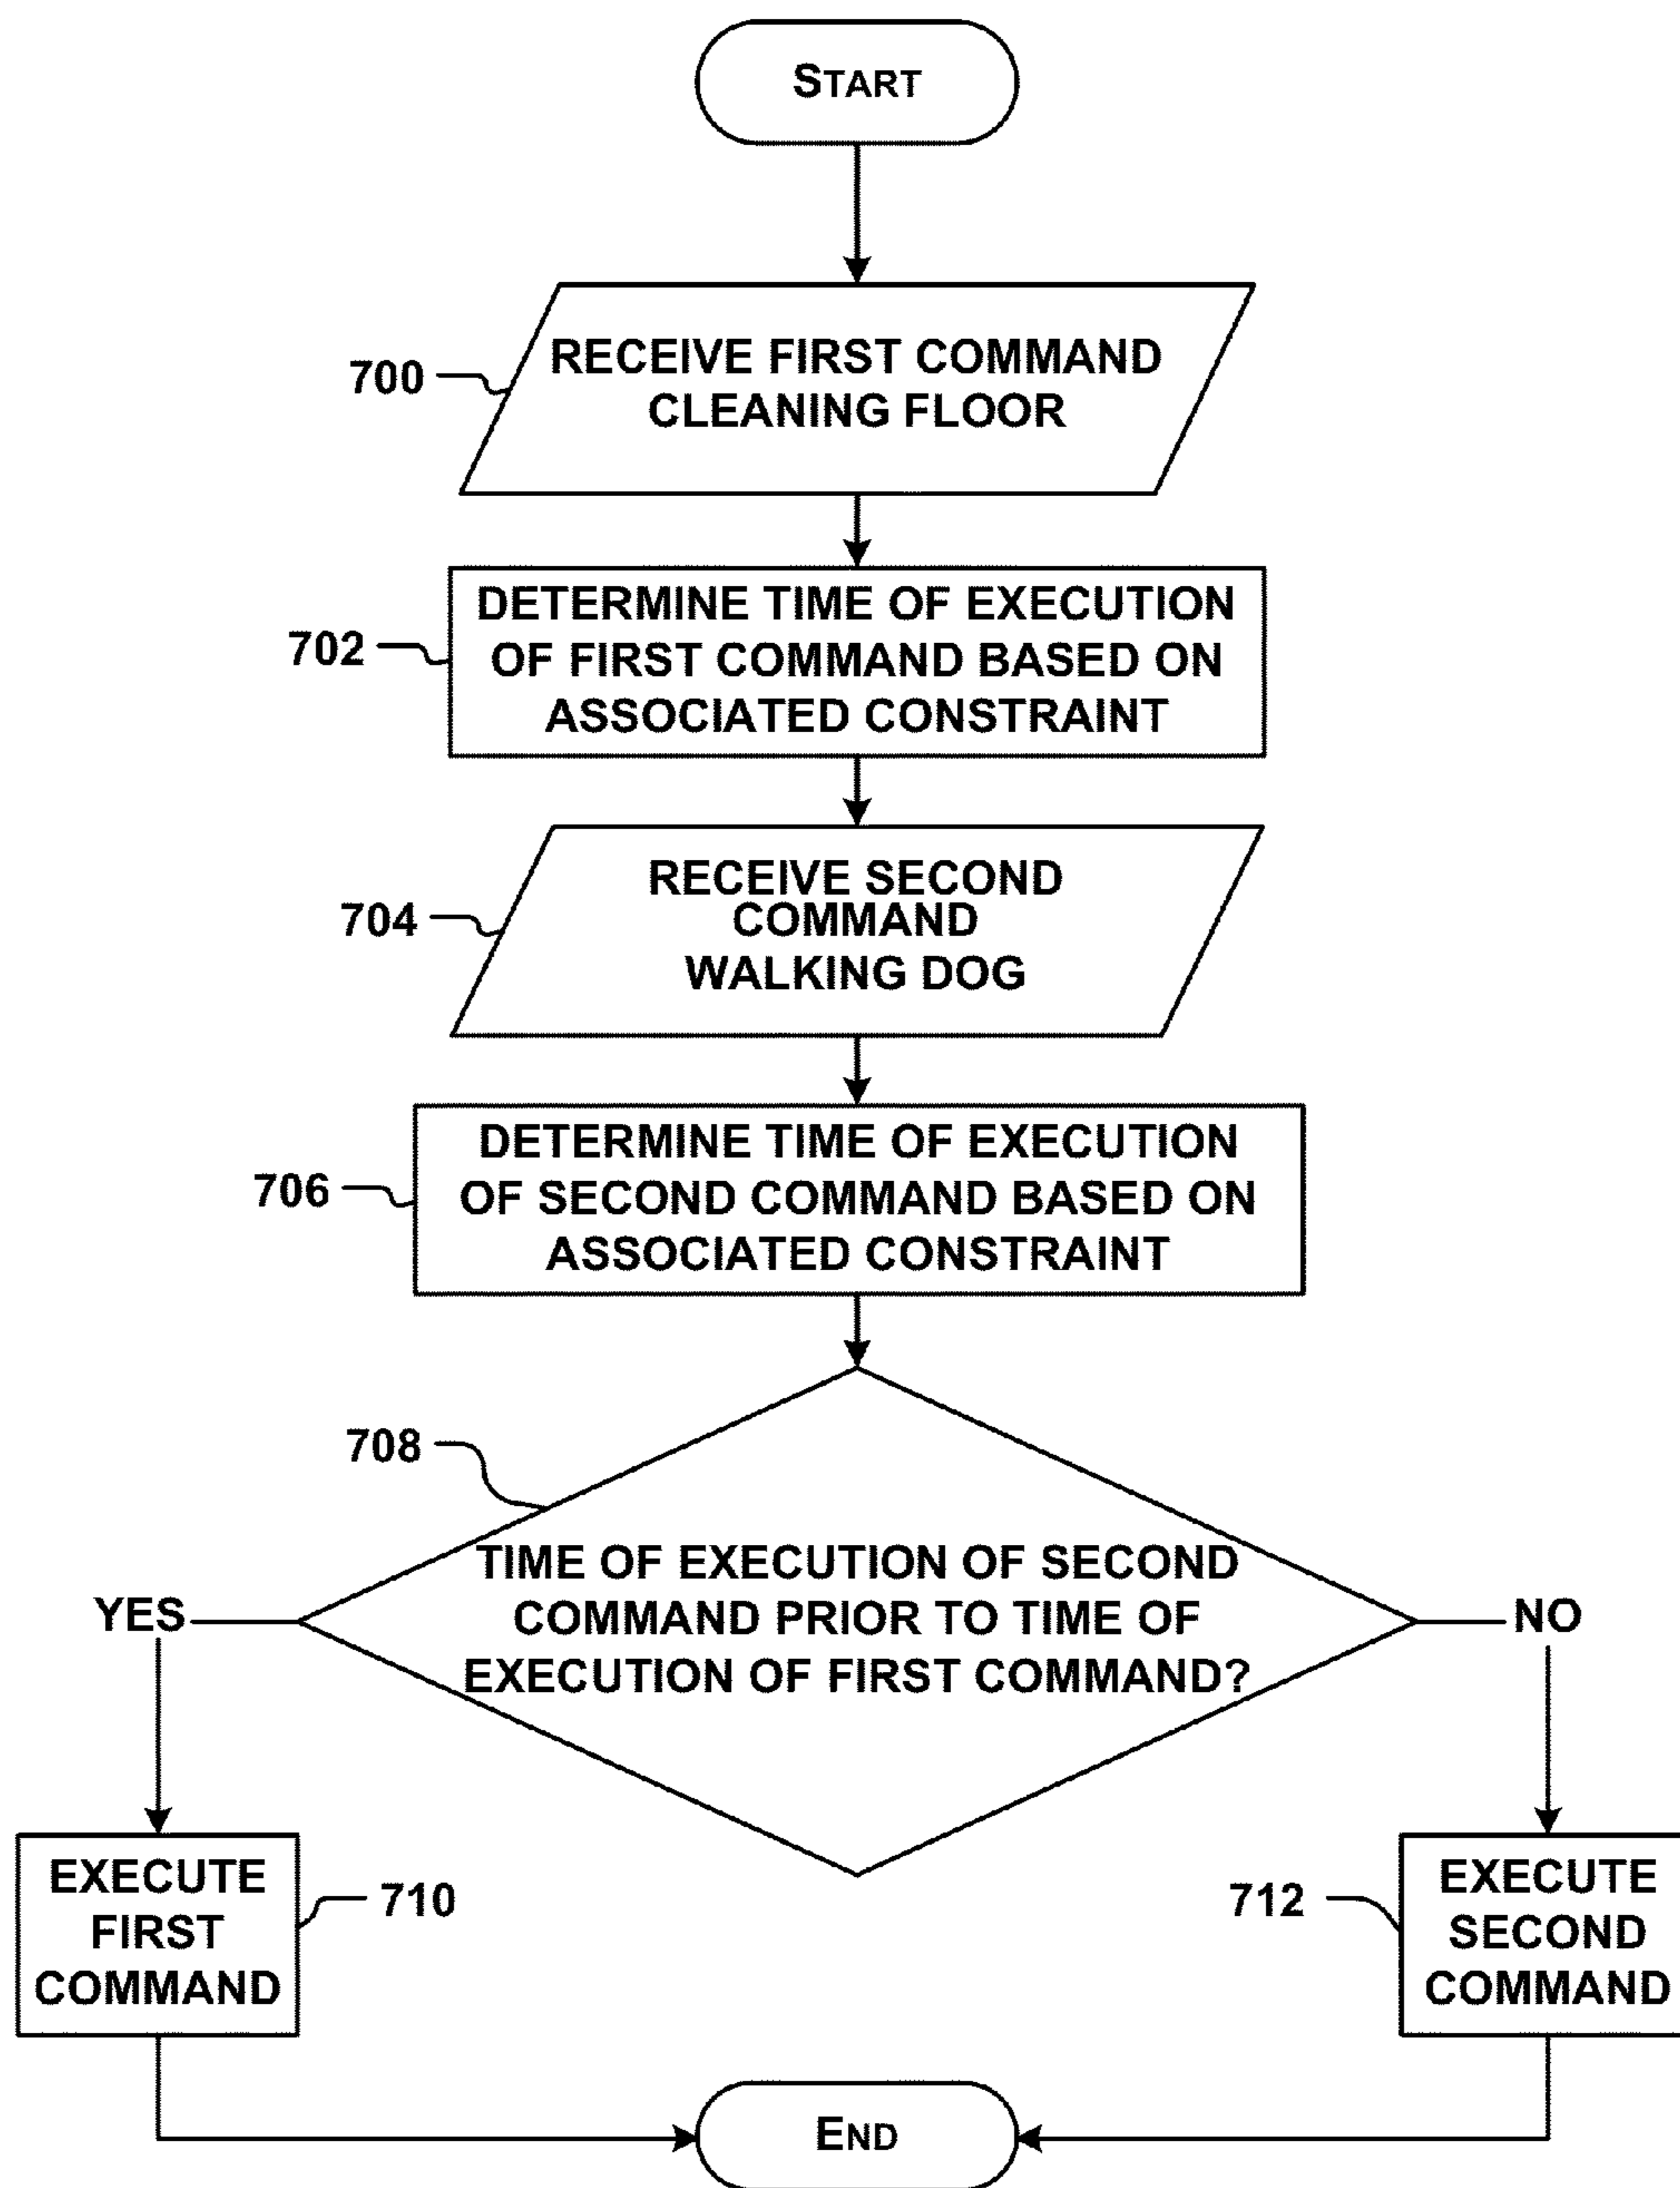 START
RECEIVE FIRST COMMAND
CLEANING FLOOR
700
DETERMINE TIME OF EXECUTION
OF FIRST COMMAND BASED ON
ASSOCIATED CONSTRAINT
702
RECEIVE SECOND
COMMAND
WALKING DOG
704
DETERMINE TIME OF EXECUTION
OF SECOND COMMAND BASED ON
ASSOCIATED CONSTRAINT
706
708
TIME OF EXECUTION OF SECOND
COMMAND PRIOR TO TIME OF
EXECUTION OF FIRST COMMAND?
YES
NO
EXECUTE
FIRST
COMMAND
710
712
EXECUTE
SECOND
COMMAND
END